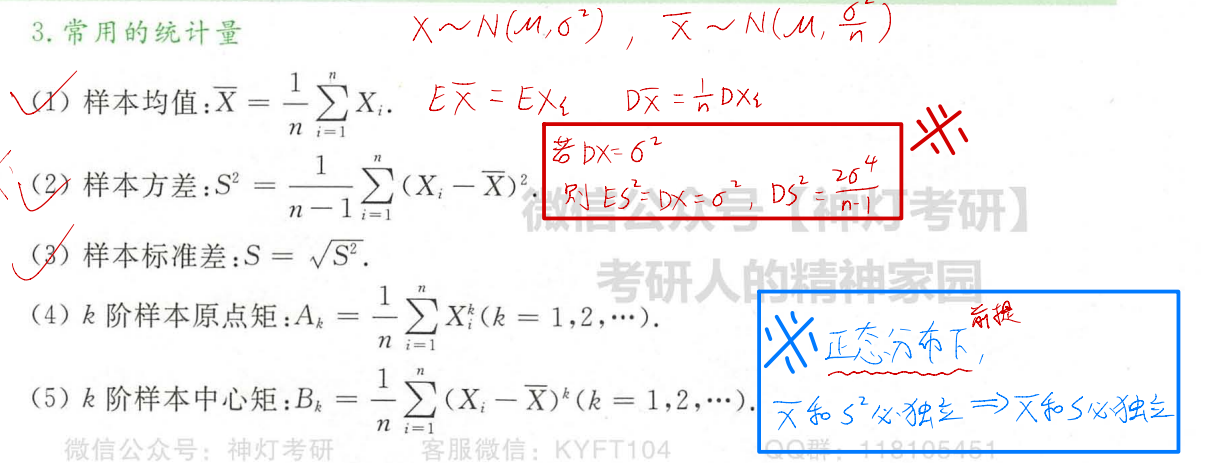 3. 常用的统计量 X~N(μ,σ²) , X̄~N(μ, σ²/n)
(1) 样本均值:X̄ = 1/n ∑_{i=1}^{n} X_i. EX̄ = EX_i DX̄ = 1/n DX_i
若 DX=σ²
(2) 样本方差:S² = 1/(n-1) ∑_{i=1}^{n} (X_i - X̄)². 则 ES²=DX=σ², DS²=2σ⁴/(n-1)
微信公众号【神灯考研】
(3) 样本标准差:S = √S².
考研人的精神家园
(4) k 阶样本原点矩:A_k = 1/n ∑_{i=1}^{n} X_i^k (k = 1,2,…).
前提
正态分布下,
(5) k 阶样本中心矩:B_k = 1/n ∑_{i=1}^{n} (X_i - X̄)^k (k = 1,2,…).
X̄和S²必独立 ⟹ X̄和S必独立
微信公众号: 神灯考研 客服微信: KYFT104 QQ群: 118105451